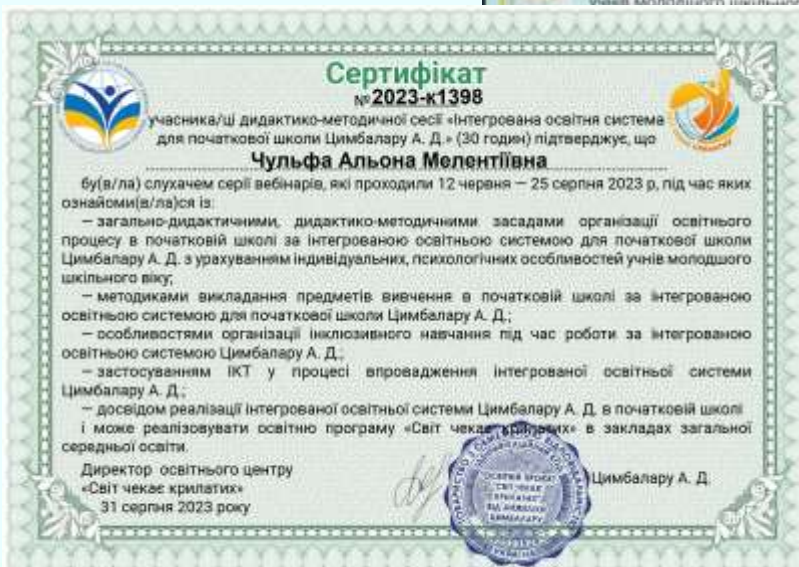 учнів молодшого шкільного
Сертифікат
№ 2023-к1398
учасника/ці дидактико-методичної сесії «Інтегрована освітня система
для початкової школи Цимбалару А. Д.» (30 годин) підтверджує, що
Чульфа Альона Мелентіївна
бу(в/ла) слухачем серії вебінарів, які проходили 12 червня – 25 серпня 2023 р, під час яких
ознайоми(в/ла)ся із:
– загально-дидактичними, дидактико-методичними засадами організації освітнього
процесу в початковій школі за інтегрованою освітньою системою для початкової школи
Цимбалару А. Д. з урахуванням індивідуальних, психологічних особливостей учнів молодшого
шкільного віку;
– методиками викладання предметів вивчення в початковій школі за інтегрованою
освітньою системою для початкової школи Цимбалару А. Д.;
– особливостями організації інклюзивного навчання під час роботи за інтегрованою
освітньою системою Цимбалару А. Д.;
– застосуванням ІКТ у процесі впровадження інтегрованої освітньої системи
Цимбалару А. Д.;
– досвідом реалізації інтегрованої освітньої системи Цимбалару А. Д. в початковій школі
і може реалізовувати освітню програму «Світ чекає крилатих» в закладах загальної
середньої освіти.
Директор освітнього центру
«Світ чекає крилатих»
Цимбалару А. Д.
31 серпня 2023 року